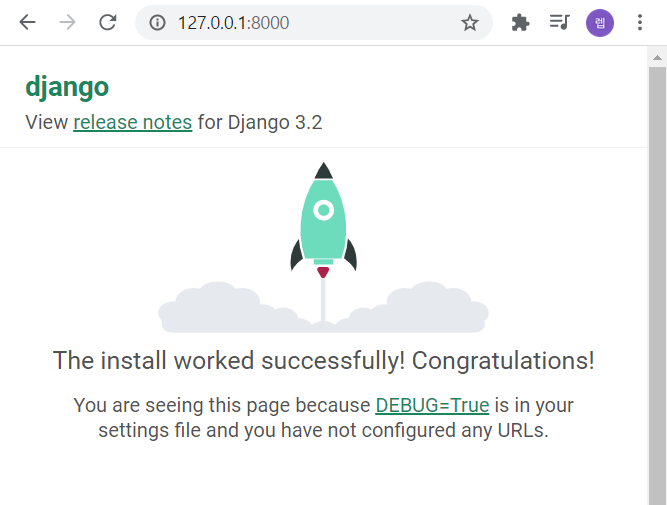 127.0.0.1:8000
렙
django
View release notes for Django 3.2
The install worked successfully! Congratulations!
You are seeing this page because DEBUG=True is in your
settings file and you have not configured any URLs.